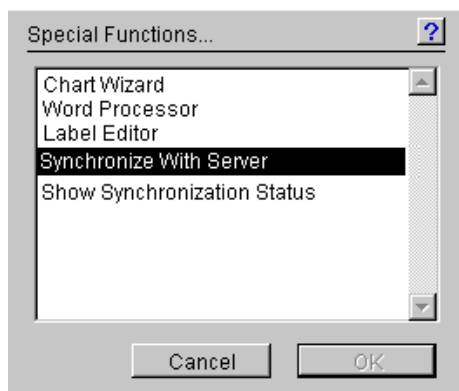 Special Functions...
?
Chart Wizard
Word Processor
Label Editor
Synchronize With Server
Show Synchronization Status
Cancel
OK